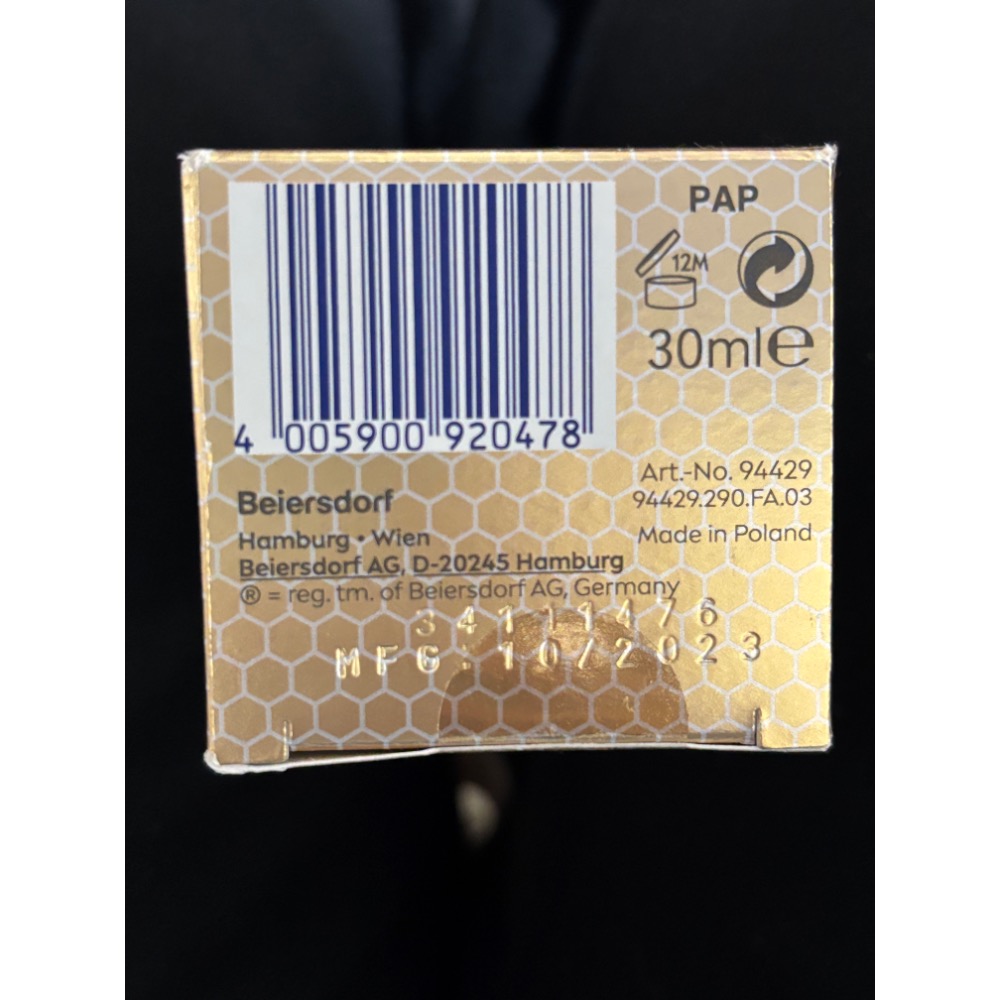 PAP
12M
30ml℮
4 005900 920478
Art.-No. 94429
94429.290.FA.03
Made in Poland
Beiersdorf
Hamburg • Wien
Beiersdorf AG, D-20245 Hamburg
® = reg. tm. of Beiersdorf AG, Germany
34111476
MFG:10/2023